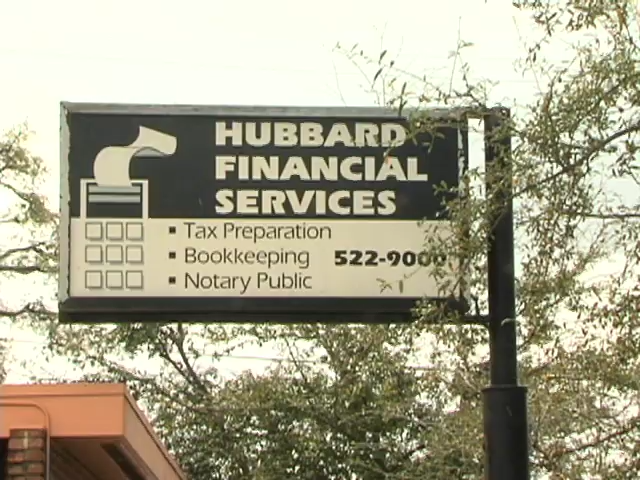 HUBBARD
FINANCIAL
SERVICES
▪ Tax Preparation
▪ Bookkeeping 522-9000
▪ Notary Public